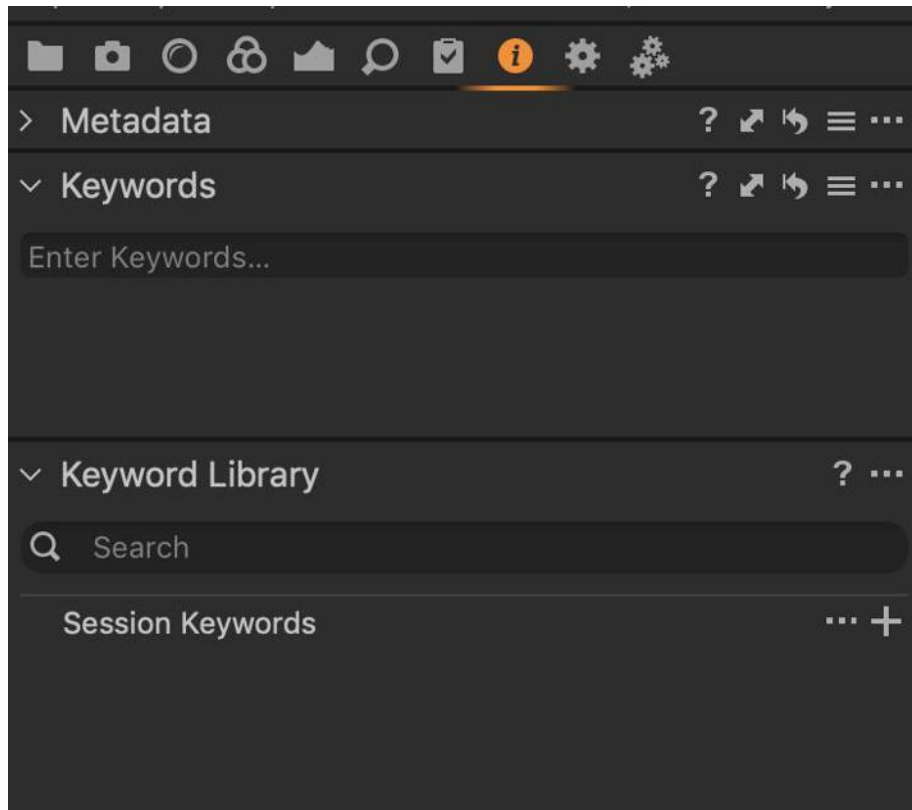 Metadata ?
Keywords ?
Enter Keywords...
Keyword Library ?
Search
Session Keywords